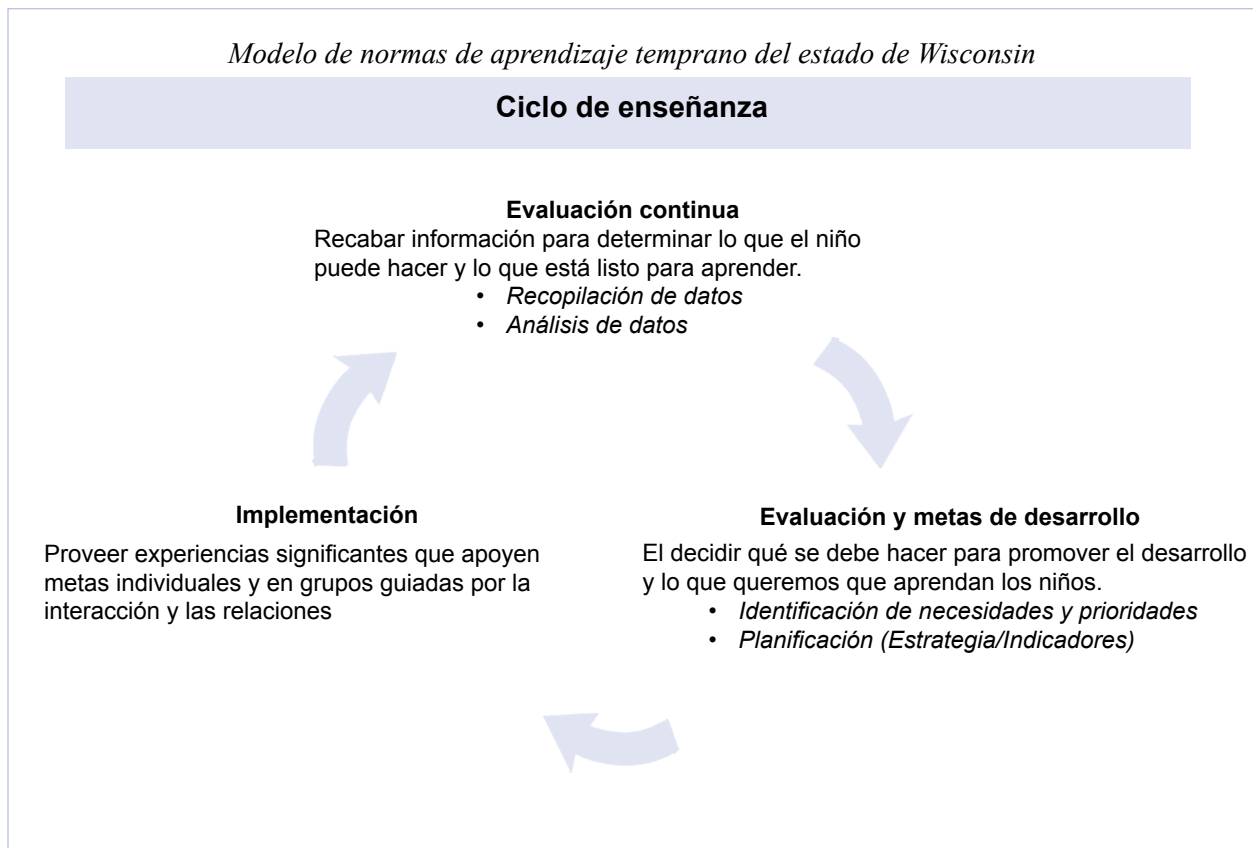 Modelo de normas de aprendizaje temprano del estado de Wisconsin
Ciclo de enseñanza
Evaluación continua
Recabar información para determinar lo que el niño
puede hacer y lo que está listo para aprender.
• Recopilación de datos
• Análisis de datos
Implementación
Proveer experiencias significantes que apoyen
metas individuales y en grupos guiadas por la
interacción y las relaciones
Evaluación y metas de desarrollo
El decidir qué se debe hacer para promover el desarrollo
y lo que queremos que aprendan los niños.
• Identificación de necesidades y prioridades
• Planificación (Estrategia/Indicadores)